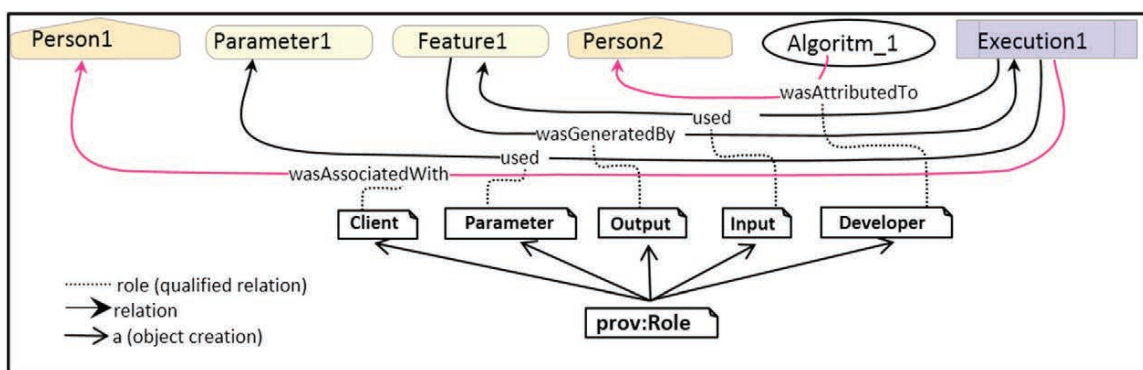 Person1
Parameter1
Feature1
Person2
Algoritm_1
Execution1
wasAttributedTo
used
wasGeneratedBy
used
wasAssociatedWith
Client
Parameter
Output
Input
Developer
role (qualified relation)
relation
a (object creation)
prov:Role